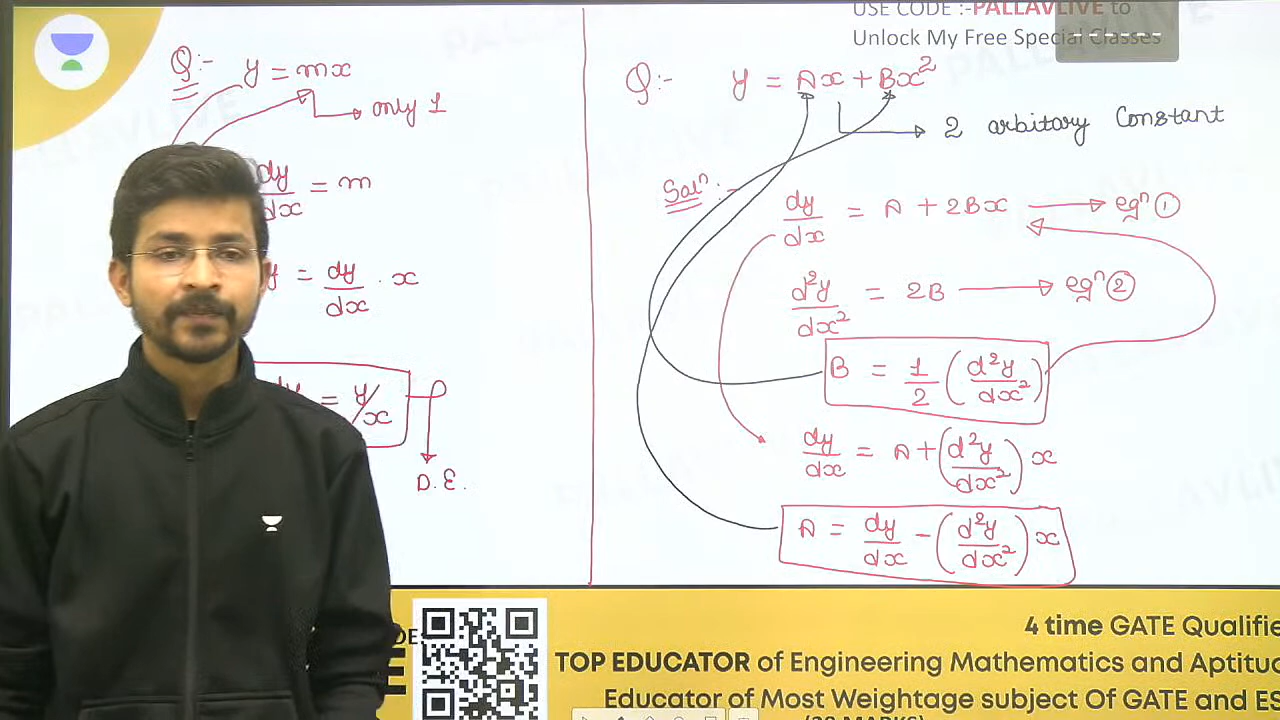 USE CODE :-PALLAVLIVE to
Unlock My Free Special Classes
Q:- y = mx
only 1
dy/dx = m
y = dy/dx · x
= y/x
D.E.
Q:- y = Ax + Bx²
2 arbitary Constant
Solⁿ:-
dy/dx = A + 2Bx → eqⁿ ①
d²y/dx² = 2B → eqⁿ ②
B = 1/2 (d²y/dx²)
dy/dx = A + (d²y/dx²) x
A = dy/dx - (d²y/dx²) x
4 time GATE Qualifie
TOP EDUCATOR of Engineering Mathematics and Aptitud
Educator of Most Weightage subject Of GATE and ES